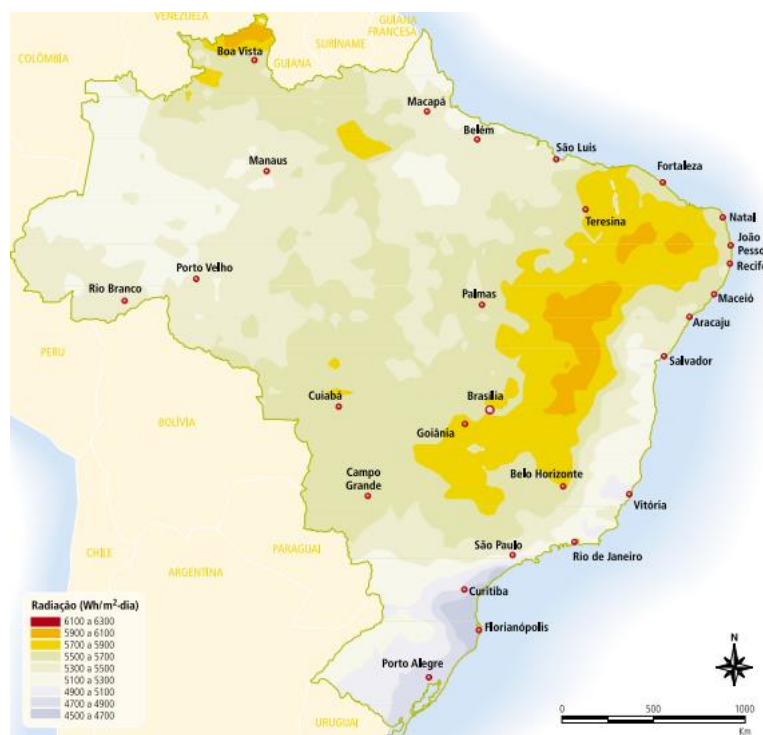 VENEZUELA
GUIANA
FRANCESA
SURINAME
COLÔMBIA
Boa Vista
GUIANA
Macapá
Belém
São Luis
Fortaleza
Manaus
Teresina
Natal
João
Pesso
Recife
Porto Velho
Rio Branco
Palmas
Maceió
Aracaju
PERU
Salvador
Cuiabá
Brasília
BOLÍVIA
Goiânia
Campo
Grande
Belo Horizonte
Vitória
CHILE
PARAGUAI
São Paulo
Rio de Janeiro
ARGENTINA
Curitiba
Florianópolis
Porto Alegre
URUGUAI
Radiação (Wh/m²-dia)
6100 a 6300
5900 a 6100
5700 a 5900
5500 a 5700
5300 a 5500
5100 a 5300
4900 a 5100
4700 a 4900
4500 a 4700
N
0 500 1000
Km